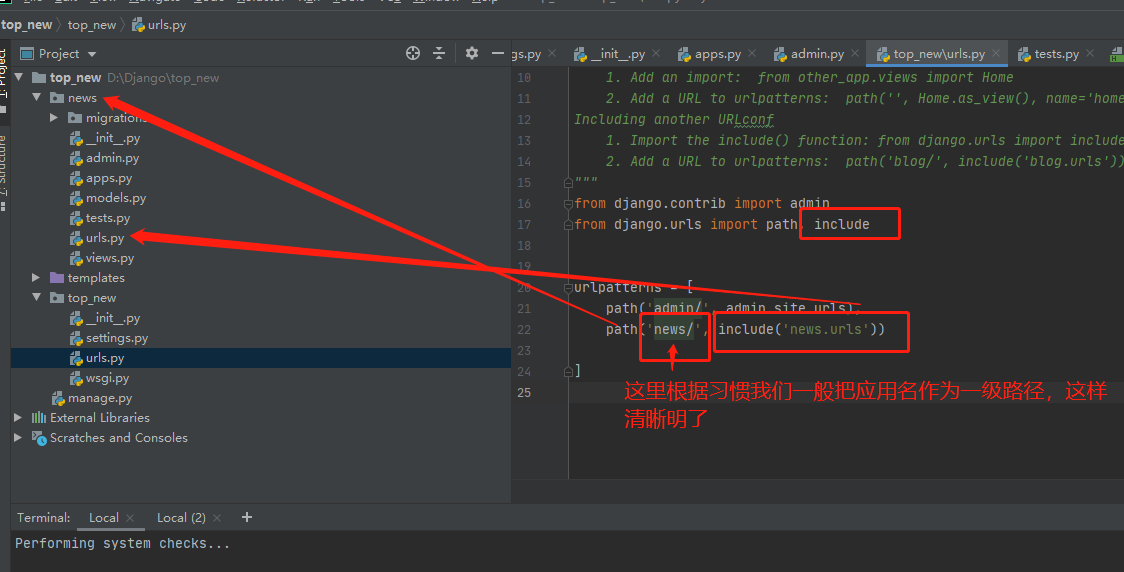 top_new top_new urls.py
Project
gs.py __init__.py apps.py admin.py top_new\urls.py tests.py
1: Project
Z: Structure
top_new D:\Django\top_new
news
migrations
__init__.py
admin.py
apps.py
models.py
tests.py
urls.py
views.py
templates
top_new
__init__.py
settings.py
urls.py
wsgi.py
manage.py
External Libraries
Scratches and Consoles
10 1. Add an import:  from other_app.views import Home
11 2. Add a URL to urlpatterns:  path('', Home.as_view(), name='home
12 Including another URLconf
13 1. Import the include() function: from django.urls import include
14 2. Add a URL to urlpatterns:  path('blog/', include('blog.urls'))
15 """
16 from django.contrib import admin
17 from django.urls import path, include
18
19
20 urlpatterns = [
21 path('admin/', admin.site.urls),
22 path('news/', include('news.urls'))
23
24 ]
25
这里根据习惯我们一般把应用名作为一级路径，这样
清晰明了
Terminal: Local Local (2) +
Performing system checks...